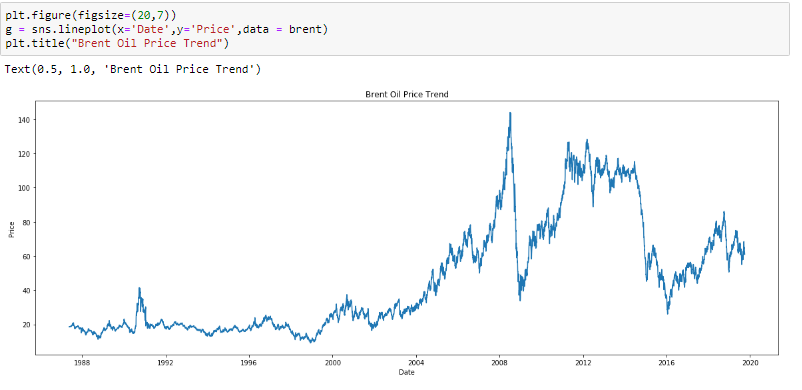 plt.figure(figsize=(20,7))
g = sns.lineplot(x='Date',y='Price',data = brent)
plt.title("Brent Oil Price Trend")
Text(0.5, 1.0, 'Brent Oil Price Trend')
Brent Oil Price Trend
140
120
100
80
60
40
20
Price
1988 1992 1996 2000 2004 2008 2012 2016 2020
Date